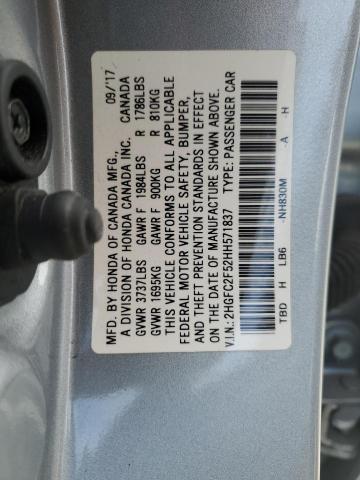 MFD. BY HONDA OF CANADA MFG., 09/'17
A DIVISION OF HONDA CANADA INC. CANADA
GVWR 3737LBS GAWR F 1984LBS R 1786LBS
GVWR 1695KG GAWR F 900KG R 810KG
THIS VEHICLE CONFORMS TO ALL APPLICABLE
FEDERAL MOTOR VEHICLE SAFETY, BUMPER,
AND THEFT PREVENTION STANDARDS IN EFFECT
ON THE DATE OF MANUFACTURE SHOWN ABOVE.
V.I.N.: 2HGFC2F52HH571837 TYPE: PASSENGER CAR
TBD H LB6 -NH830M -A -H